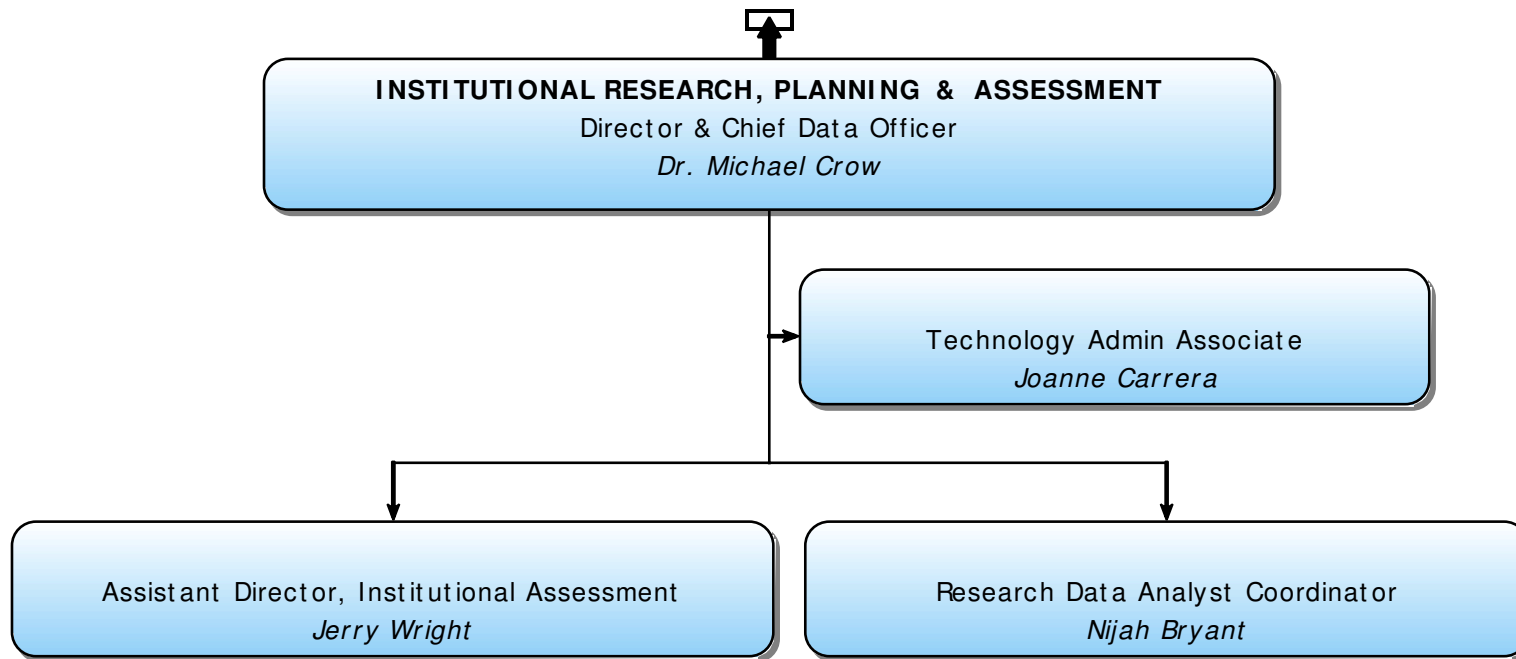 INSTITUTIONAL RESEARCH, PLANNING & ASSESSMENT
Director & Chief Data Officer
Dr. Michael Crow
Technology Admin Associate
Joanne Carrera
Assistant Director, Institutional Assessment
Jerry Wright
Research Data Analyst Coordinator
Nijah Bryant